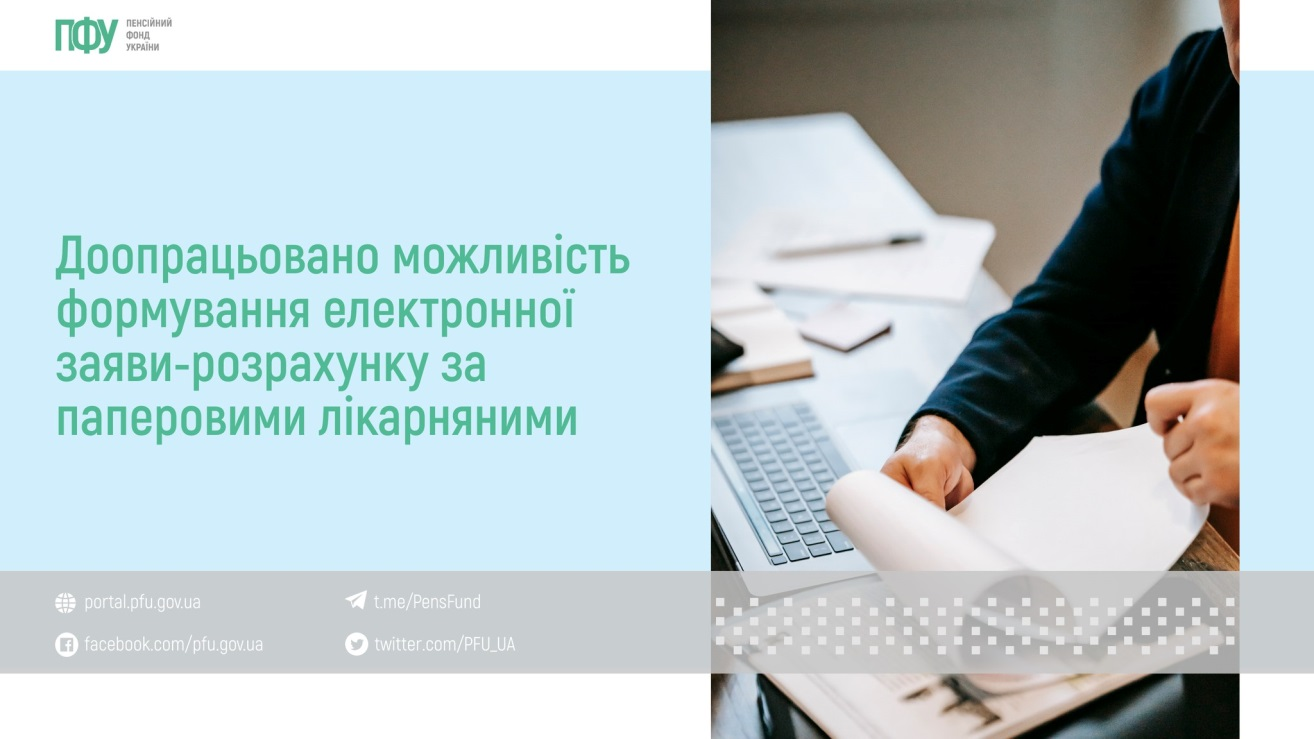 ПФУ
ПЕНСІЙНИЙ
ФОНД
УКРАЇНИ
Доопрацьовано можливість
формування електронної
заяви-розрахунку за
паперовими лікарняними
portal.pfu.gov.ua
t.me/PensFund
facebook.com/pfu.gov.ua
twitter.com/PFU_UA